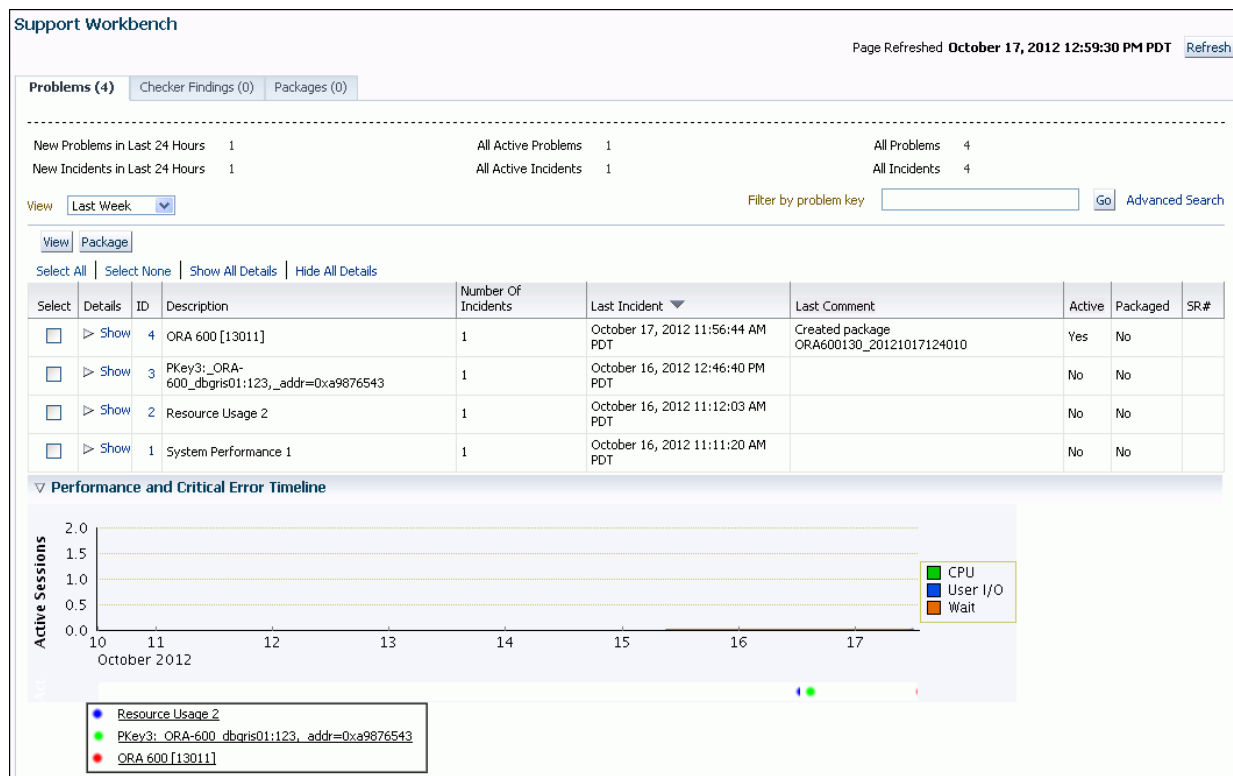 Support Workbench
Page Refreshed October 17, 2012 12:59:30 PM PDT Refresh
Problems (4) Checker Findings (0) Packages (0)
New Problems in Last 24 Hours 1 All Active Problems 1 All Problems 4
New Incidents in Last 24 Hours 1 All Active Incidents 1 All Incidents 4
View Last Week Filter by problem key Go Advanced Search
View Package
Select All | Select None | Show All Details | Hide All Details
Select Details ID Description Number Of Incidents Last Incident Last Comment Active Packaged SR#
Show 4 ORA 600 [13011] 1 October 17, 2012 11:56:44 AM PDT Created package ORA600130_20121017124010 Yes No
Show 3 PKey3:_ORA-600_dbgris01:123,_addr=0xa9876543 1 October 16, 2012 12:46:40 PM PDT No No
Show 2 Resource Usage 2 1 October 16, 2012 11:12:03 AM PDT No No
Show 1 System Performance 1 1 October 16, 2012 11:11:20 AM PDT No No
Performance and Critical Error Timeline
Active Sessions
2.0
1.5
1.0
0.5
0.0
10 11 12 13 14 15 16 17
October 2012
CPU
User I/O
Wait
Resource Usage 2
PKey3:_ORA-600_dbgris01:123,_addr=0xa9876543
ORA 600 [13011]